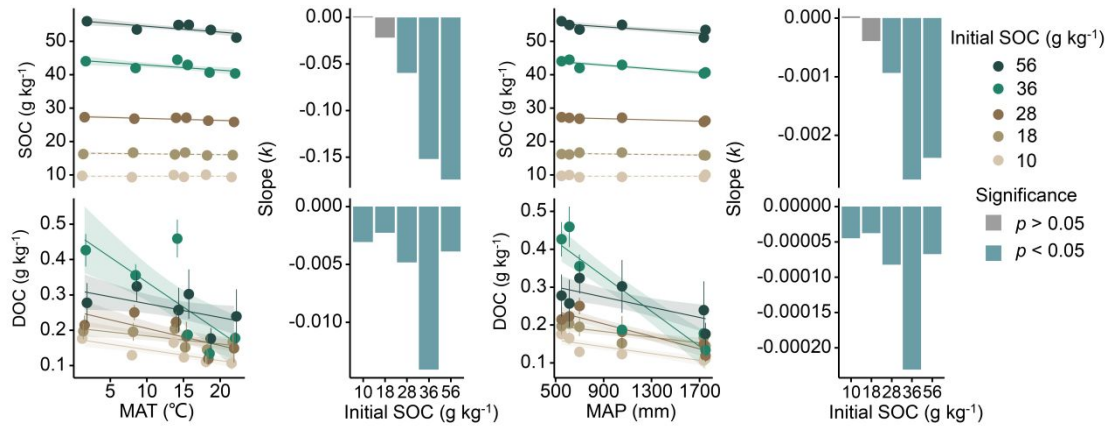 SOC (g kg⁻¹)
50
40
30
20
10
Slope (k)
0.00
-0.05
-0.10
-0.15
SOC (g kg⁻¹)
50
40
30
20
10
Slope (k)
0.000
-0.001
-0.002
Initial SOC (g kg⁻¹)
56
36
28
18
10
Significance
p > 0.05
p < 0.05
DOC (g kg⁻¹)
0.5
0.4
0.3
0.2
0.1
5 10 15 20
MAT (℃)
0.000
-0.005
-0.010
10 18 28 36 56
Initial SOC (g kg⁻¹)
DOC (g kg⁻¹)
0.5
0.4
0.3
0.2
0.1
500 900 1300 1700
MAP (mm)
0.00000
-0.00005
-0.00010
-0.00015
-0.00020
10 18 28 36 56
Initial SOC (g kg⁻¹)